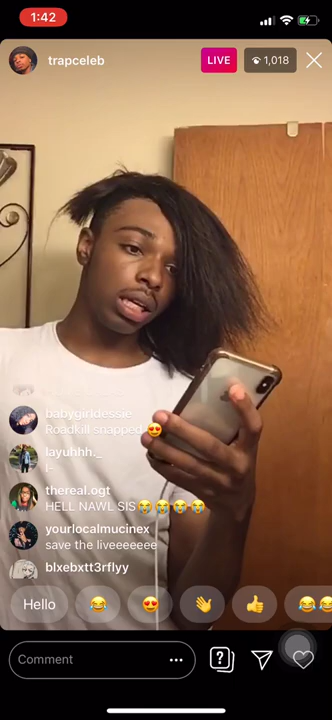 1:42
trapceleb
LIVE
1,018
babygirldessie
Roadkill snapped😍
layuhhh._
I-
thereal.ogt
HELL NAWL SIS😭😭😭😭
yourlocalmucinex
save the liveeeeeee
blxebxtt3rflyy
Hello
Comment